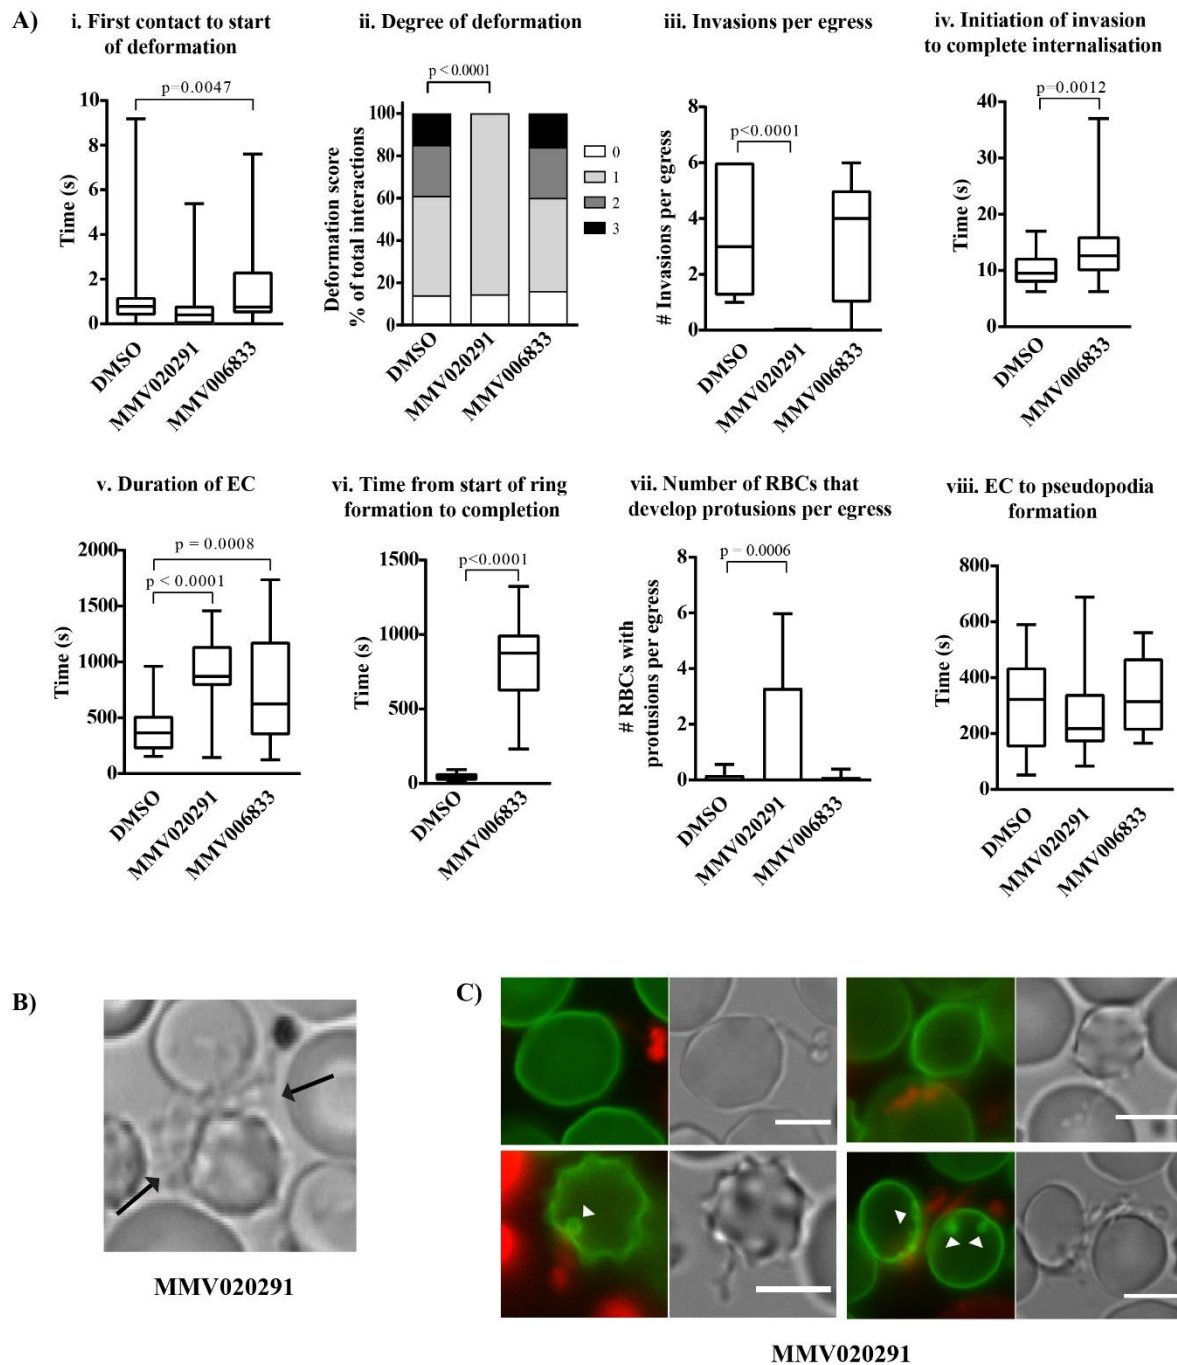 A)
i. First contact to start
of deformation
p=0.0047
10
8
6
4
2
0
Time (s)
DMSO
MMV020291
MMV006833
ii. Degree of deformation
p < 0.0001
100
80
60
40
20
0
Deformation score
% of total interactions
0
1
2
3
DMSO
MMV020291
MMV006833
iii. Invasions per egress
p<0.0001
8
6
4
2
0
# Invasions per egress
DMSO
MMV020291
MMV006833
iv. Initiation of invasion
to complete internalisation
p=0.0012
40
30
20
10
0
Time (s)
DMSO
MMV006833
v. Duration of EC
p = 0.0008
p < 0.0001
2000
1500
1000
500
0
Time (s)
DMSO
MMV020291
MMV006833
vi. Time from start of ring
formation to completion
p<0.0001
1500
1000
500
0
Time (s)
DMSO
MMV006833
vii. Number of RBCs that
develop protusions per egress
p = 0.0006
8
6
4
2
0
# RBCs with
protusions per egress
DMSO
MMV020291
MMV006833
viii. EC to pseudopodia
formation
800
600
400
200
0
Time (s)
DMSO
MMV020291
MMV006833
B)
MMV020291
C)
MMV020291